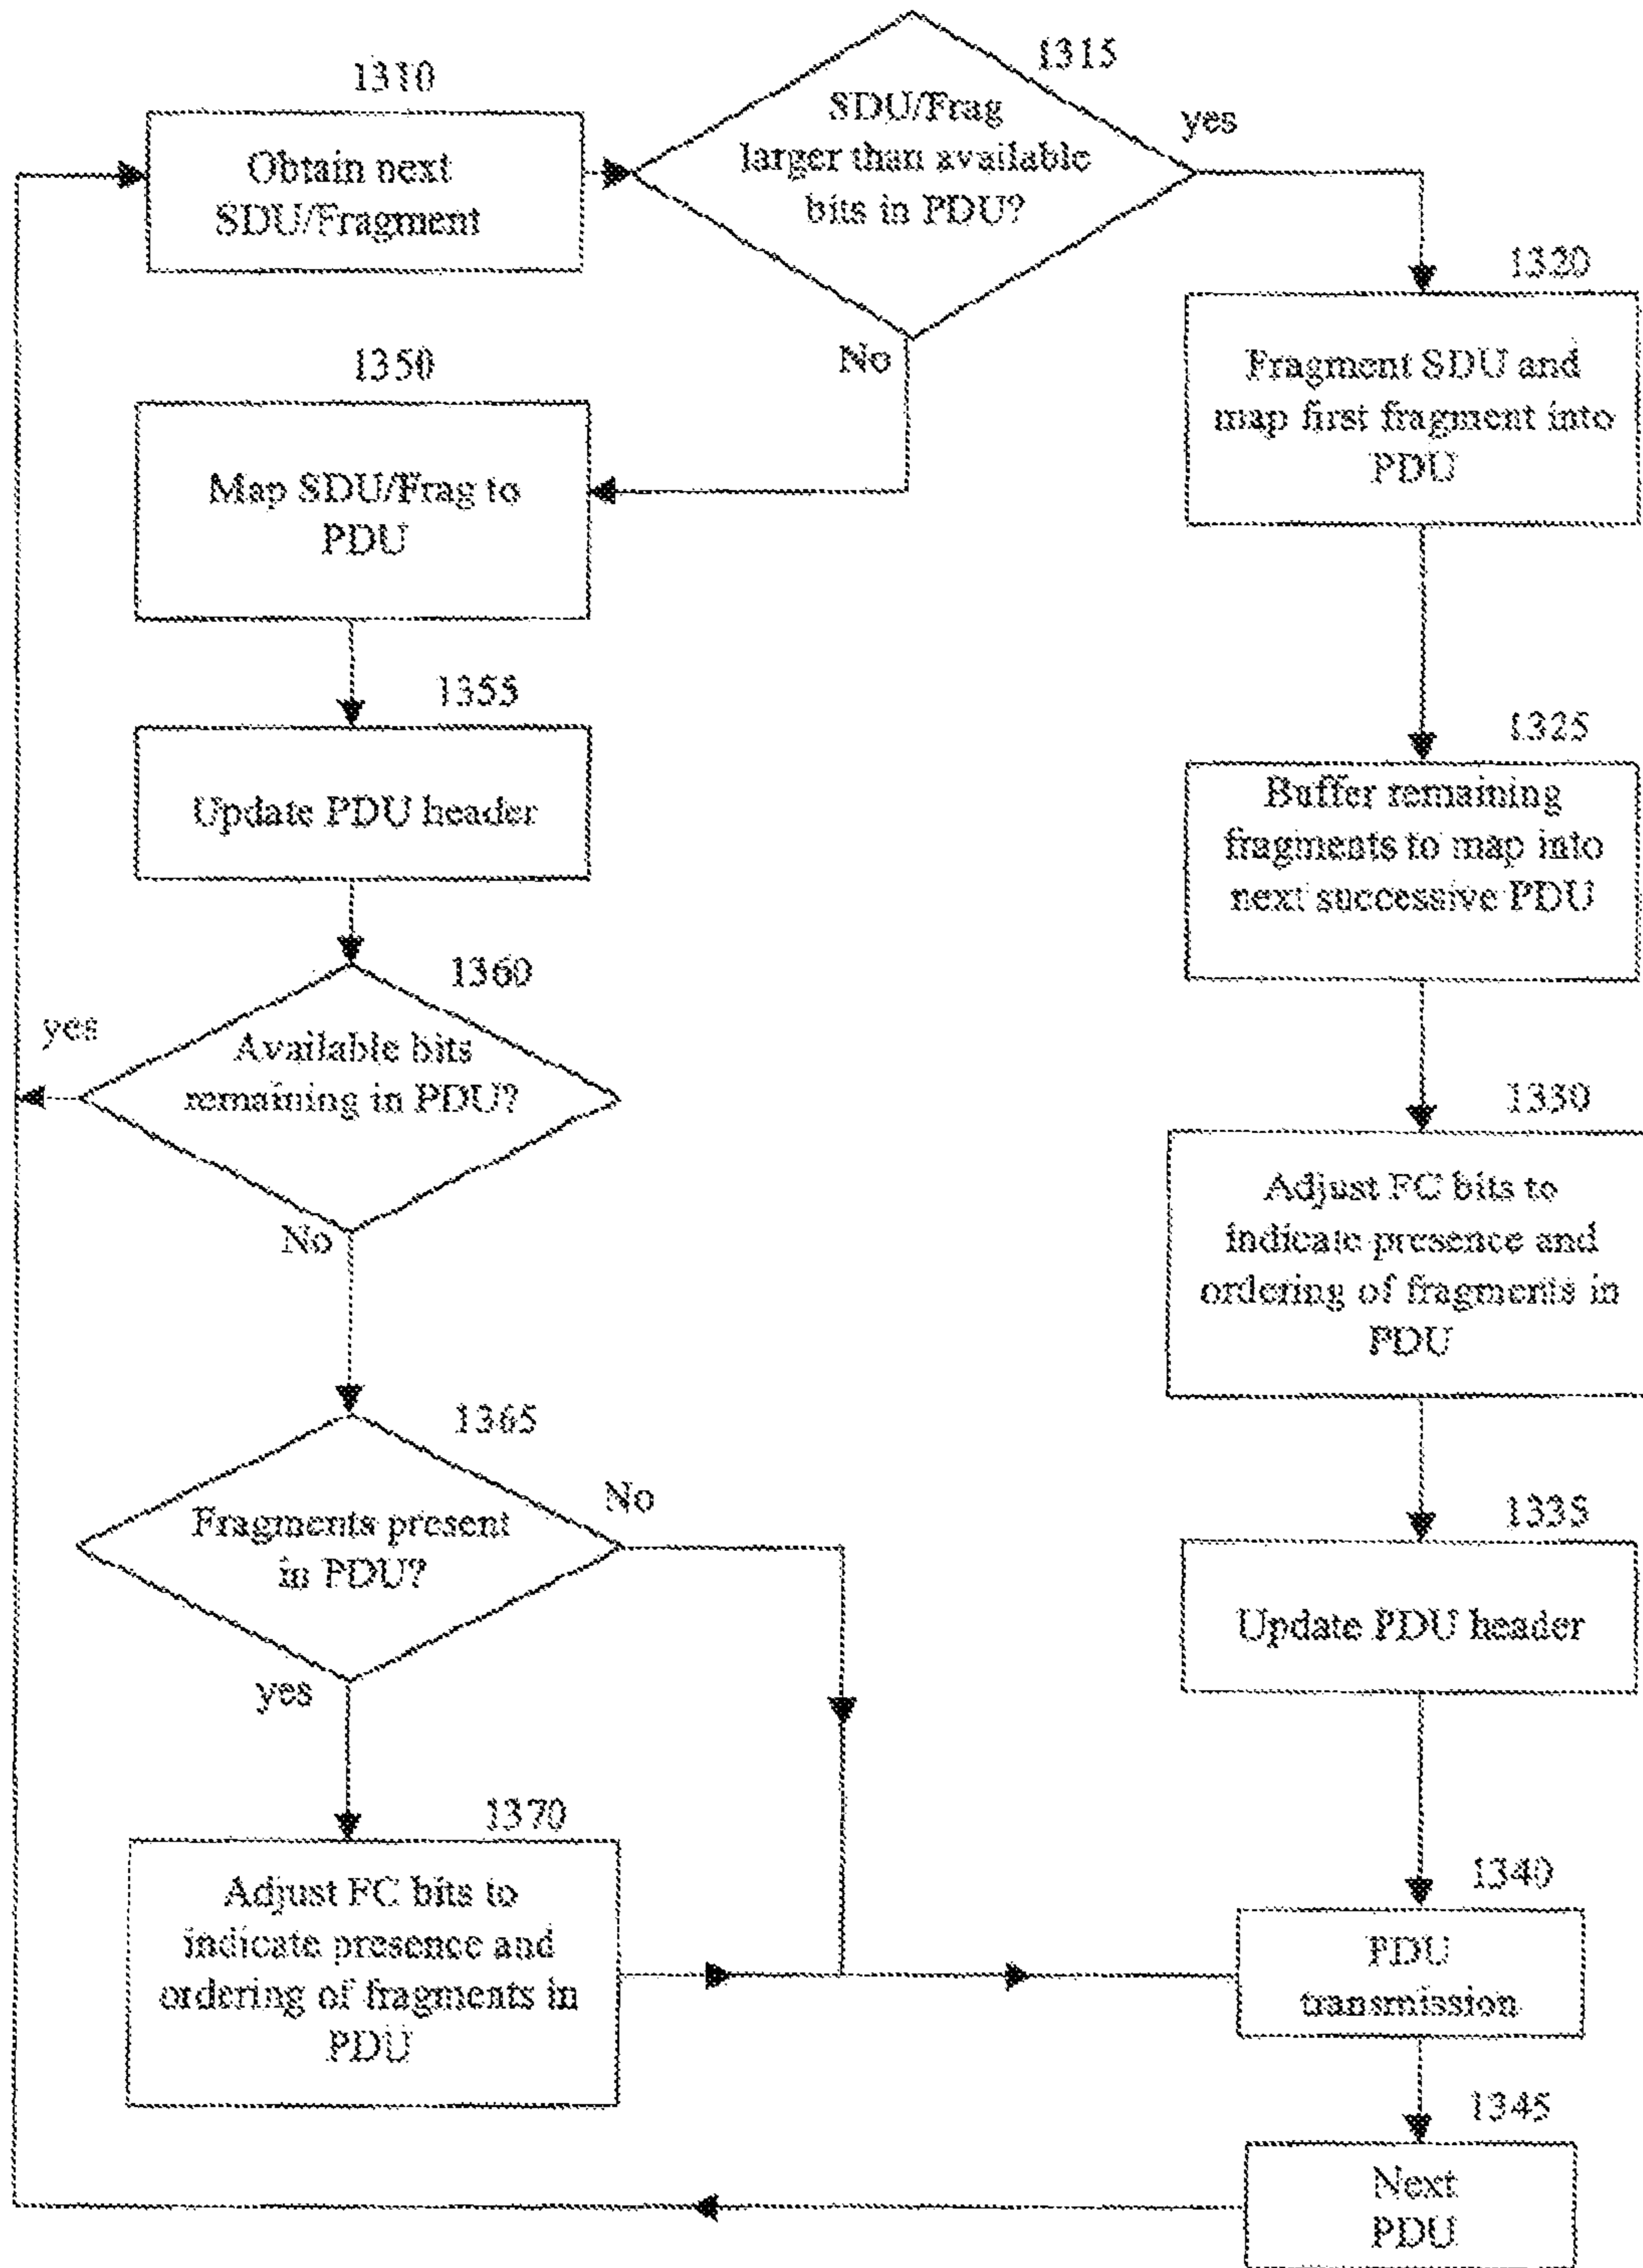 1310
Obtain next
SDU/Fragment
1315
SDU/Frag
larger than available
bits in PDU?
yes
No
1320
Fragment SDU and
map first fragment into
PDU
1350
Map SDU/Frag to
PDU
1355
Update PDU header
1325
Buffer remaining
fragments to map into
next successive PDU
1360
Available bits
remaining in PDU?
yes
No
1330
Adjust FC bits to
indicate presence and
ordering of fragments in
PDU
1365
Fragments present
in PDU?
No
yes
1335
Update PDU header
1370
Adjust FC bits to
indicate presence and
ordering of fragments in
PDU
1340
PDU
transmission
1345
Next
PDU